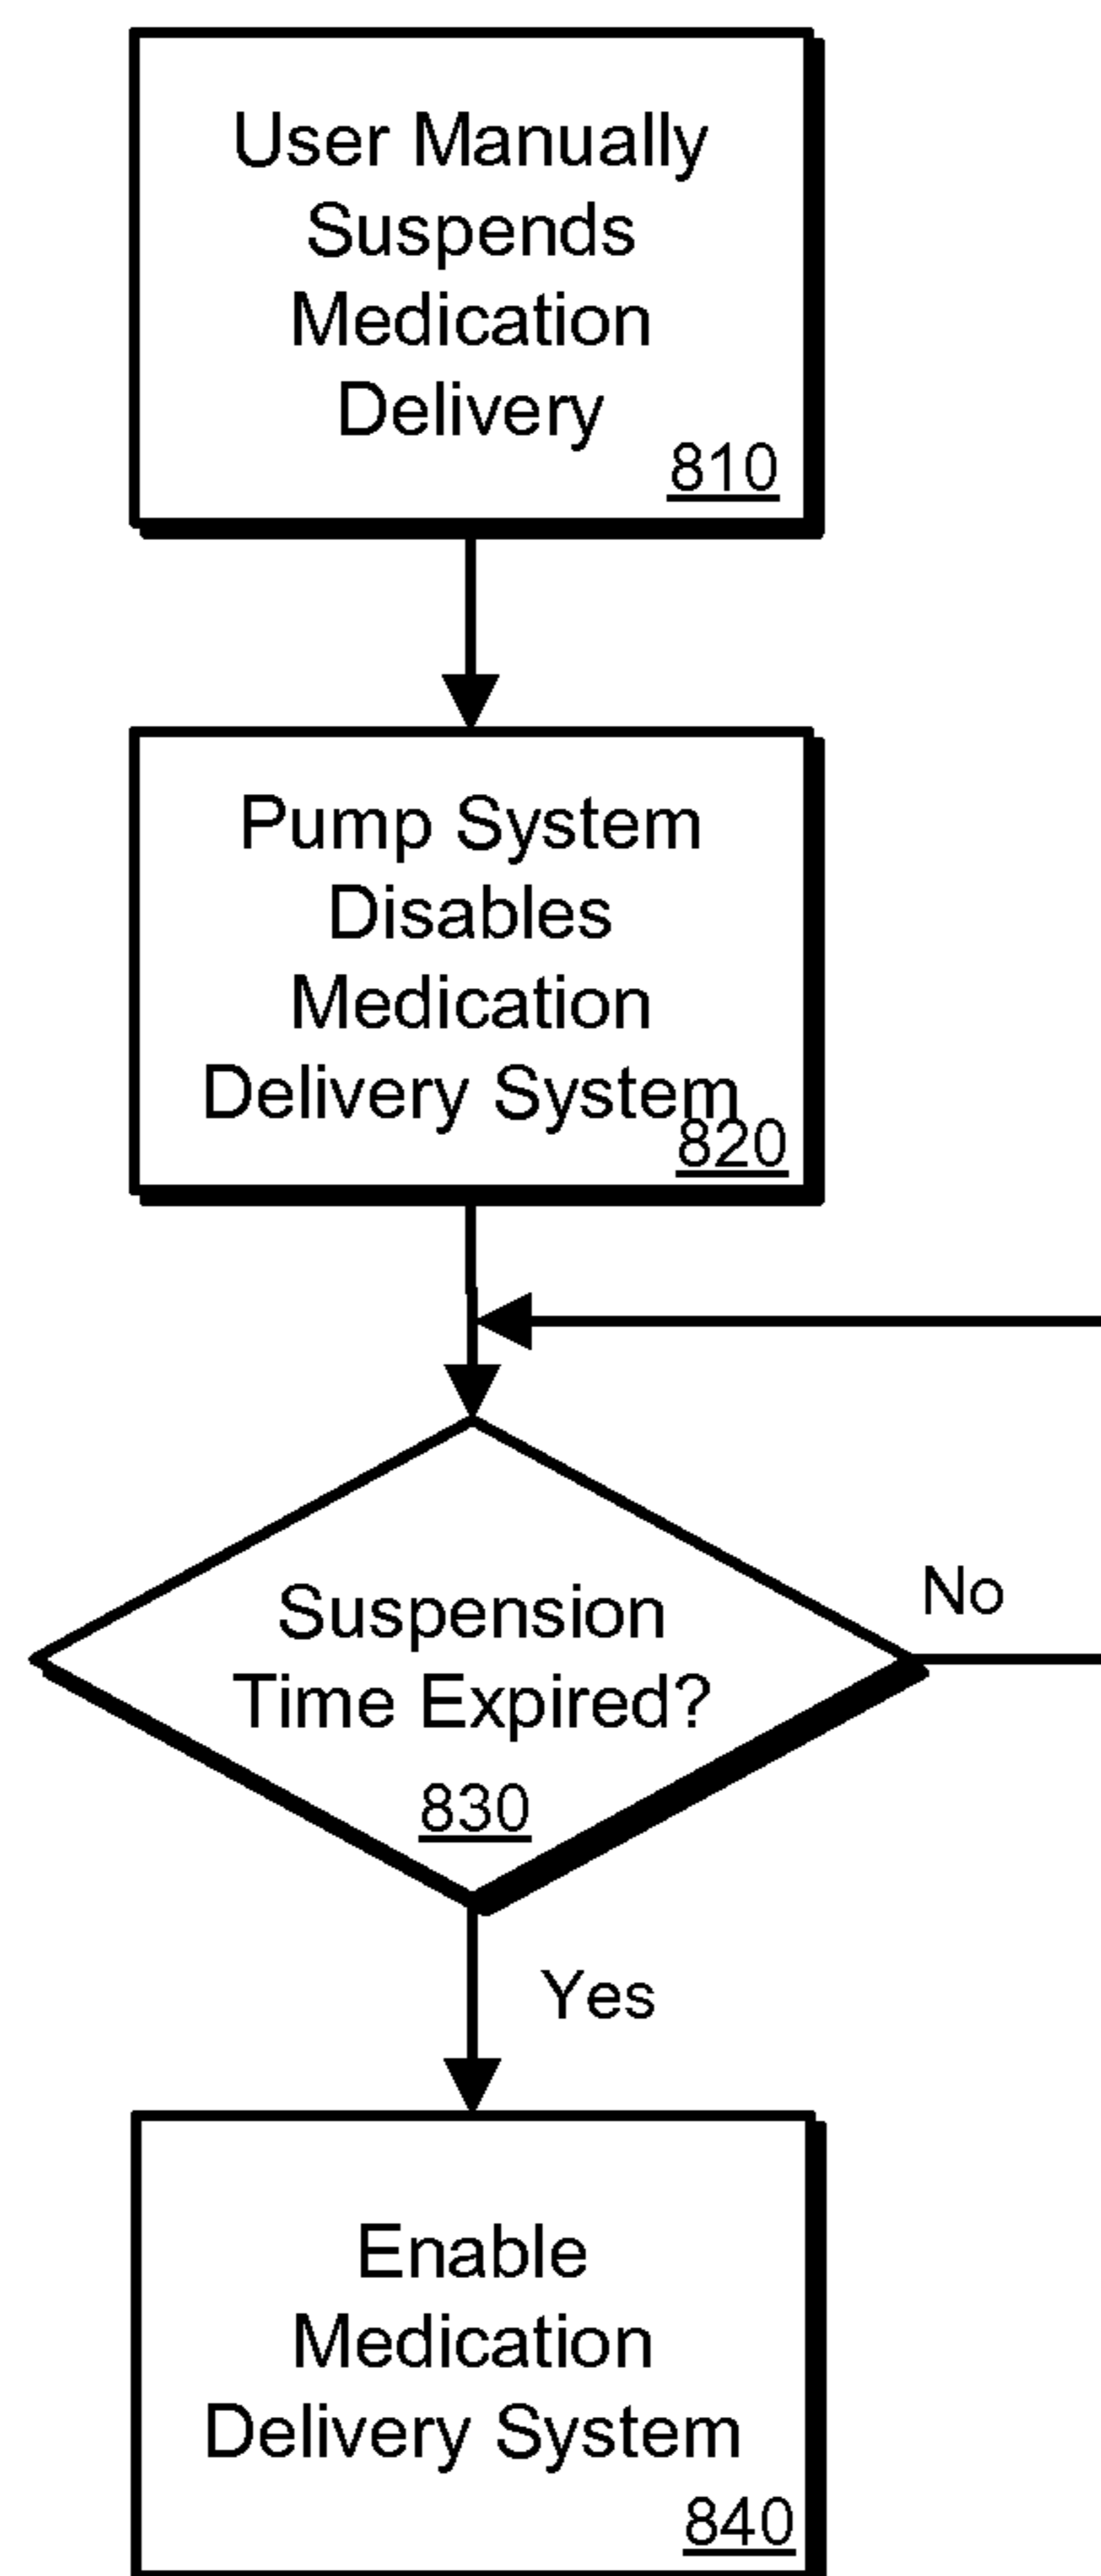 User Manually
Suspends
Medication
Delivery
810
Pump System
Disables
Medication
Delivery System
820
Suspension
Time Expired?
830
No
Yes
Enable
Medication
Delivery System
840